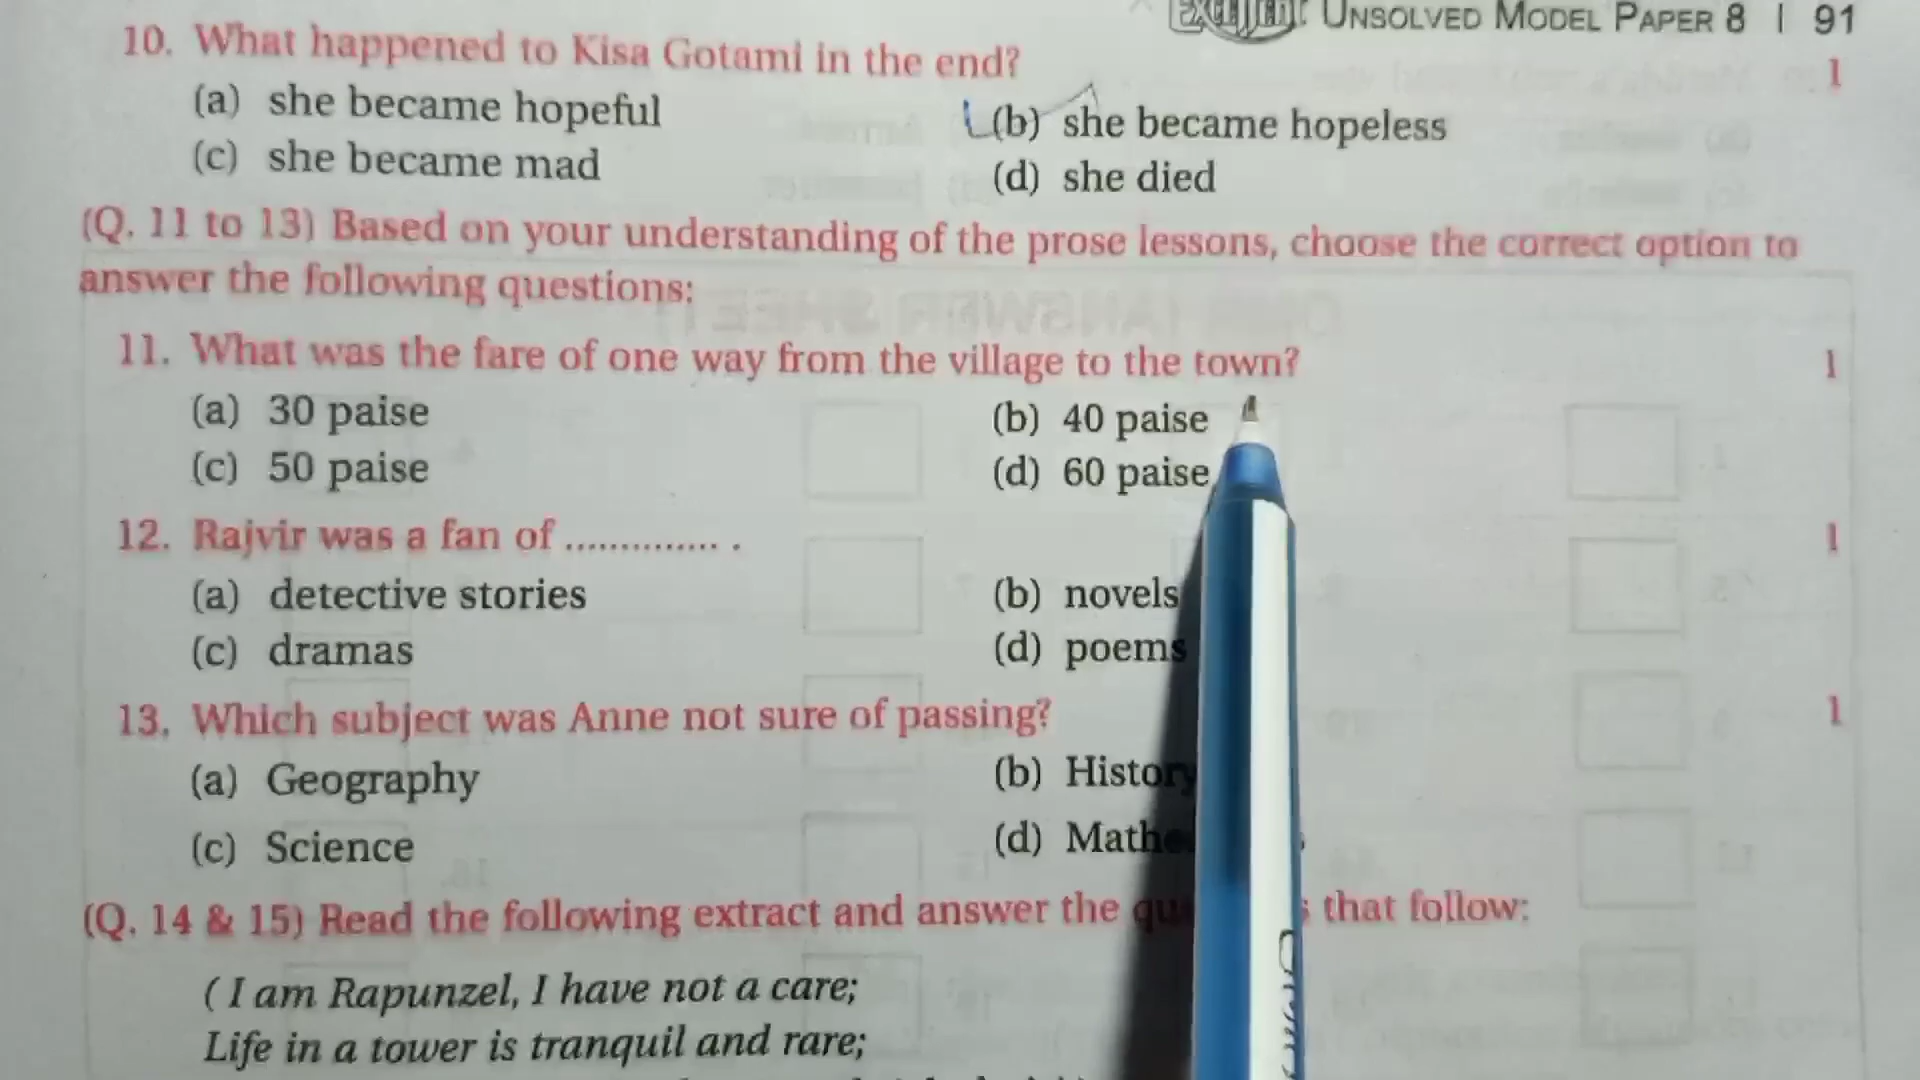 UNSOLVED MODEL PAPER 8 | 91
10. What happened to Kisa Gotami in the end? 1
(a) she became hopeful (b) she became hopeless
(c) she became mad (d) she died
(Q. 11 to 13) Based on your understanding of the prose lessons, choose the correct option to
answer the following questions:
11. What was the fare of one way from the village to the town? 1
(a) 30 paise (b) 40 paise
(c) 50 paise (d) 60 paise
12. Rajvir was a fan of .............. . 1
(a) detective stories (b) novels
(c) dramas (d) poems
13. Which subject was Anne not sure of passing? 1
(a) Geography (b) History
(c) Science (d)
(Q. 14 & 15) Read the following extract and answer the that follow:
( I am Rapunzel, I have not a care;
Life in a tower is tranquil and rare;